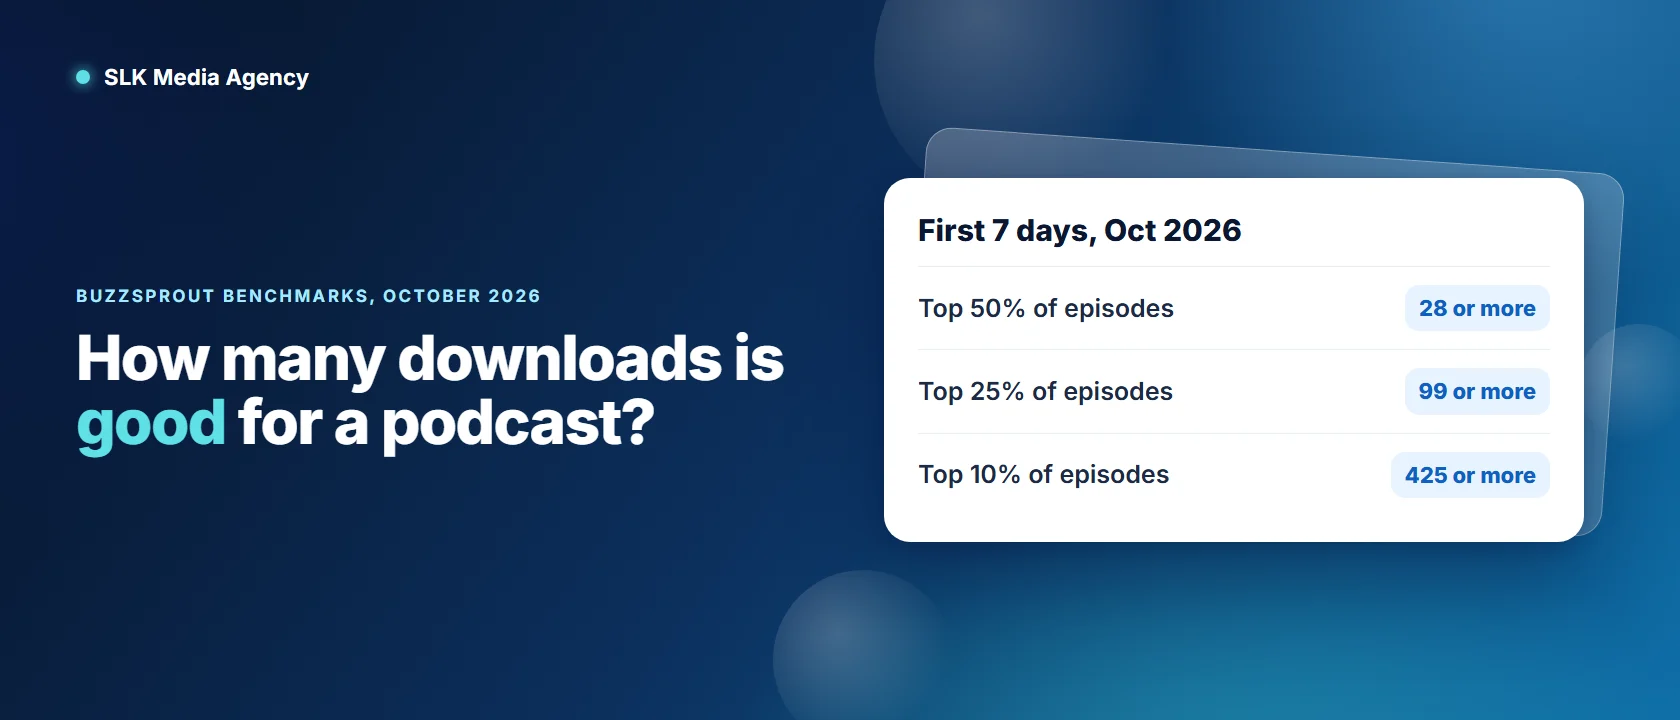 SLK Media Agency
BUZZSPROUT BENCHMARKS, OCTOBER 2026
How many downloads is
good for a podcast?
First 7 days, Oct 2026
Top 50% of episodes 28 or more
Top 25% of episodes 99 or more
Top 10% of episodes 425 or more